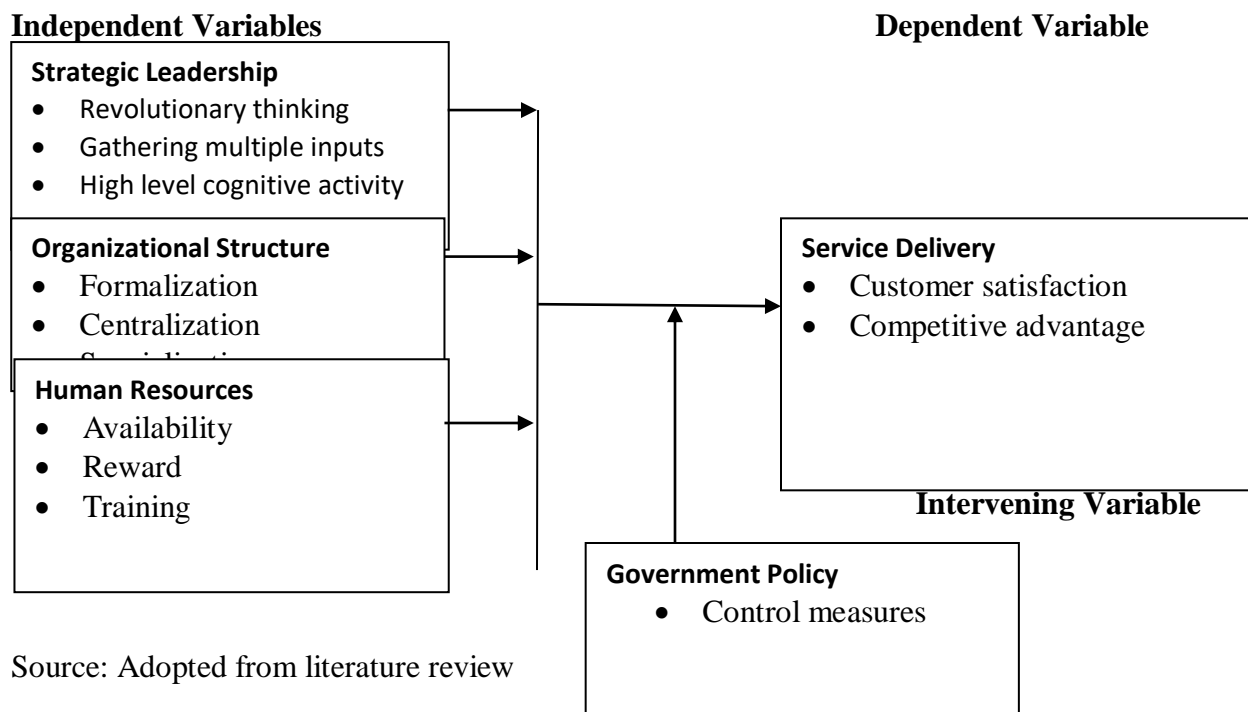 Independent Variables
Dependent Variable
Strategic Leadership
• Revolutionary thinking
• Gathering multiple inputs
• High level cognitive activity
Organizational Structure
• Formalization
• Centralization
Human Resources
• Availability
• Reward
• Training
Service Delivery
• Customer satisfaction
• Competitive advantage
Intervening Variable
Government Policy
• Control measures
Source: Adopted from literature review